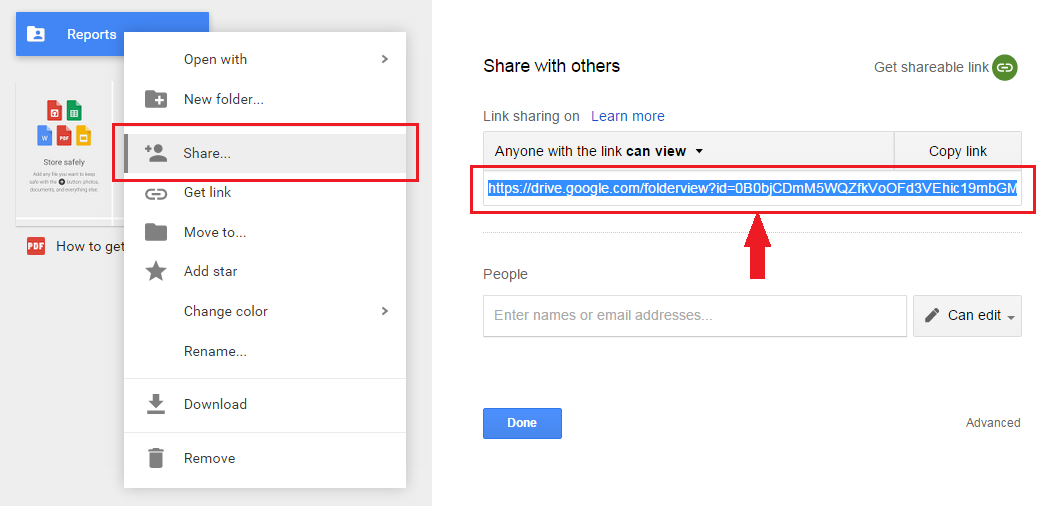 Reports
Open with
New folder...
Share...
Get link
Move to...
Add star
Change color
Rename...
Download
Remove
W
PDF
Store safely
Add any file you want to keep
safe with the + button: photos,
documents, and everything else.
PDF How to get
Share with others
Get shareable link
Link sharing on Learn more
Anyone with the link can view
Copy link
https://drive.google.com/folderview?id=0B0bjCDmM5WQZfkVoOFd3VEhic19mbGM
People
Enter names or email addresses...
Can edit
Done
Advanced